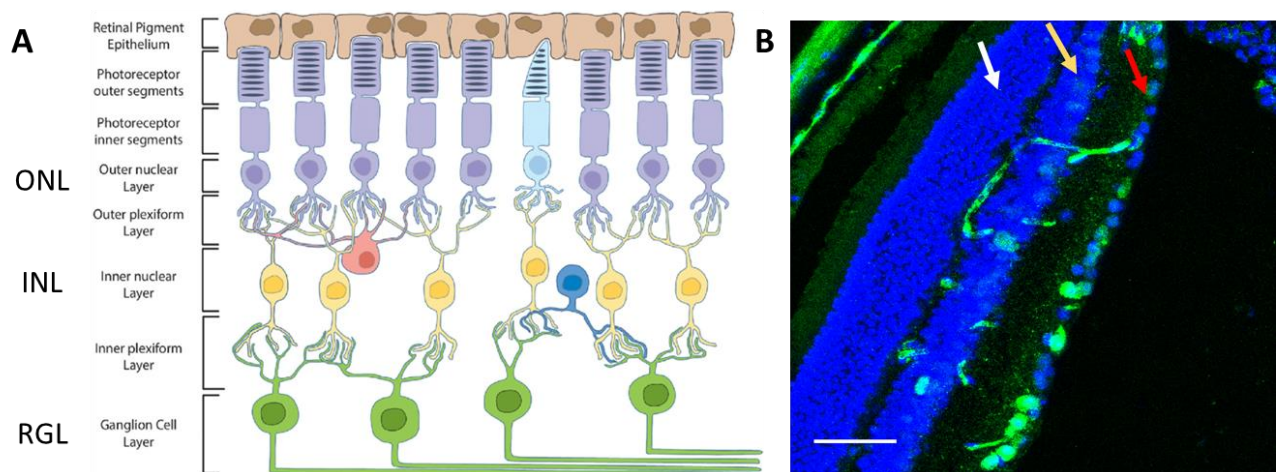 A
Retinal Pigment
Epithelium
Photoreceptor
outer segments
Photoreceptor
inner segments
ONL
Outer nuclear
Layer
Outer plexiform
Layer
INL
Inner nuclear
Layer
Inner plexiform
Layer
RGL
Ganglion Cell
Layer
B